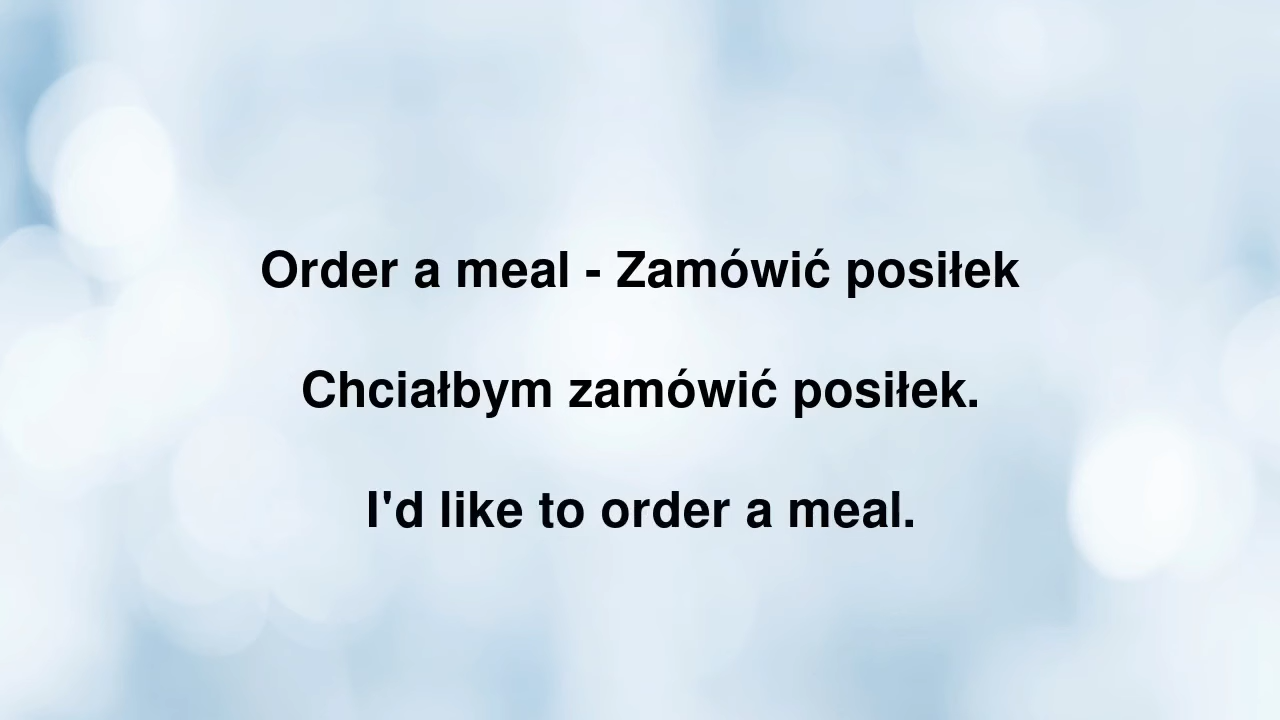 Order a meal - Zamówić posiłek
Chciałbym zamówić posiłek.
I'd like to order a meal.